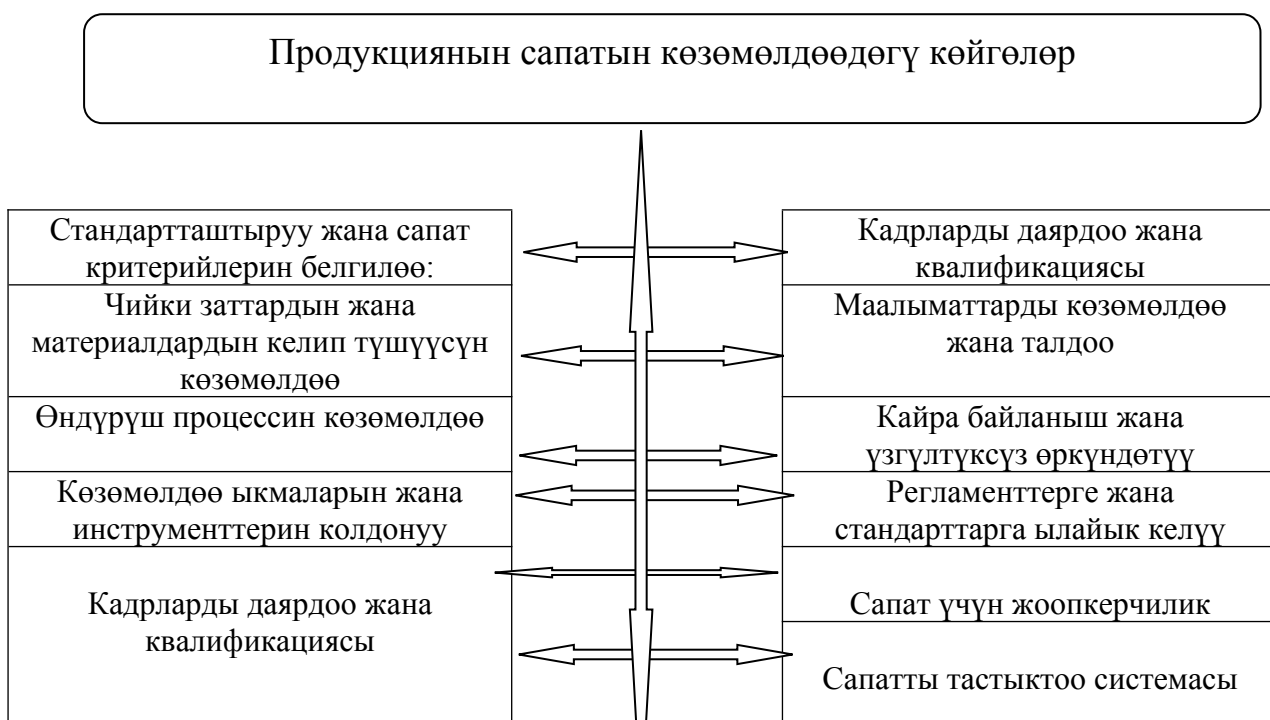 Продукциянын сапатын көзөмөлдөөдөгү көйгөлөр
Стандартташтыруу жана сапат
критерийлерин белгилөө:
Чийки заттардын жана
материалдардын келип түшүүсүн
көзөмөлдөө
Өндүрүш процессин көзөмөлдөө
Көзөмөлдөө ыкмаларын жана
инструменттерин колдонуу
Кадрларды даярдоо жана
квалификациясы
Кадрларды даярдоо жана
квалификациясы
Маалыматтарды көзөмөлдөө
жана талдоо
Кайра байланыш жана
үзгүлтүксүз өркүндөтүү
Регламенттерге жана
стандарттарга ылайык келүү
Сапат үчүн жоопкерчилик
Сапатты тастыктоо системасы